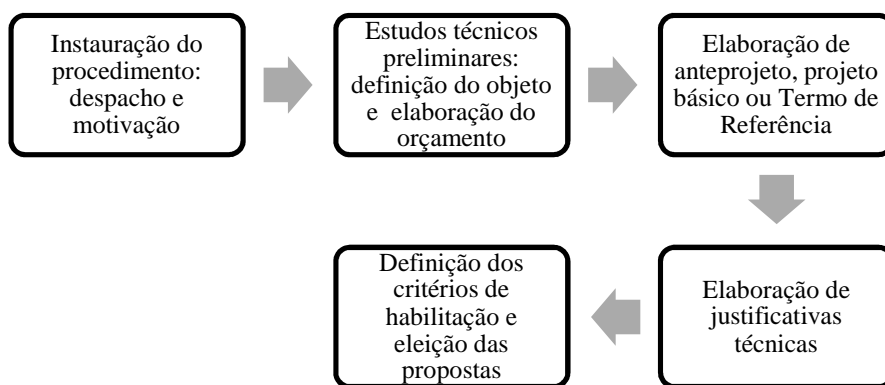 Instauração do
procedimento:
despacho e
motivação
Estudos técnicos
preliminares:
definição do objeto
e elaboração do
orçamento
Elaboração de
anteprojeto, projeto
básico ou Termo de
Referência
Elaboração de
justificativas
técnicas
Definição dos
critérios de
habilitação e
eleição das
propostas